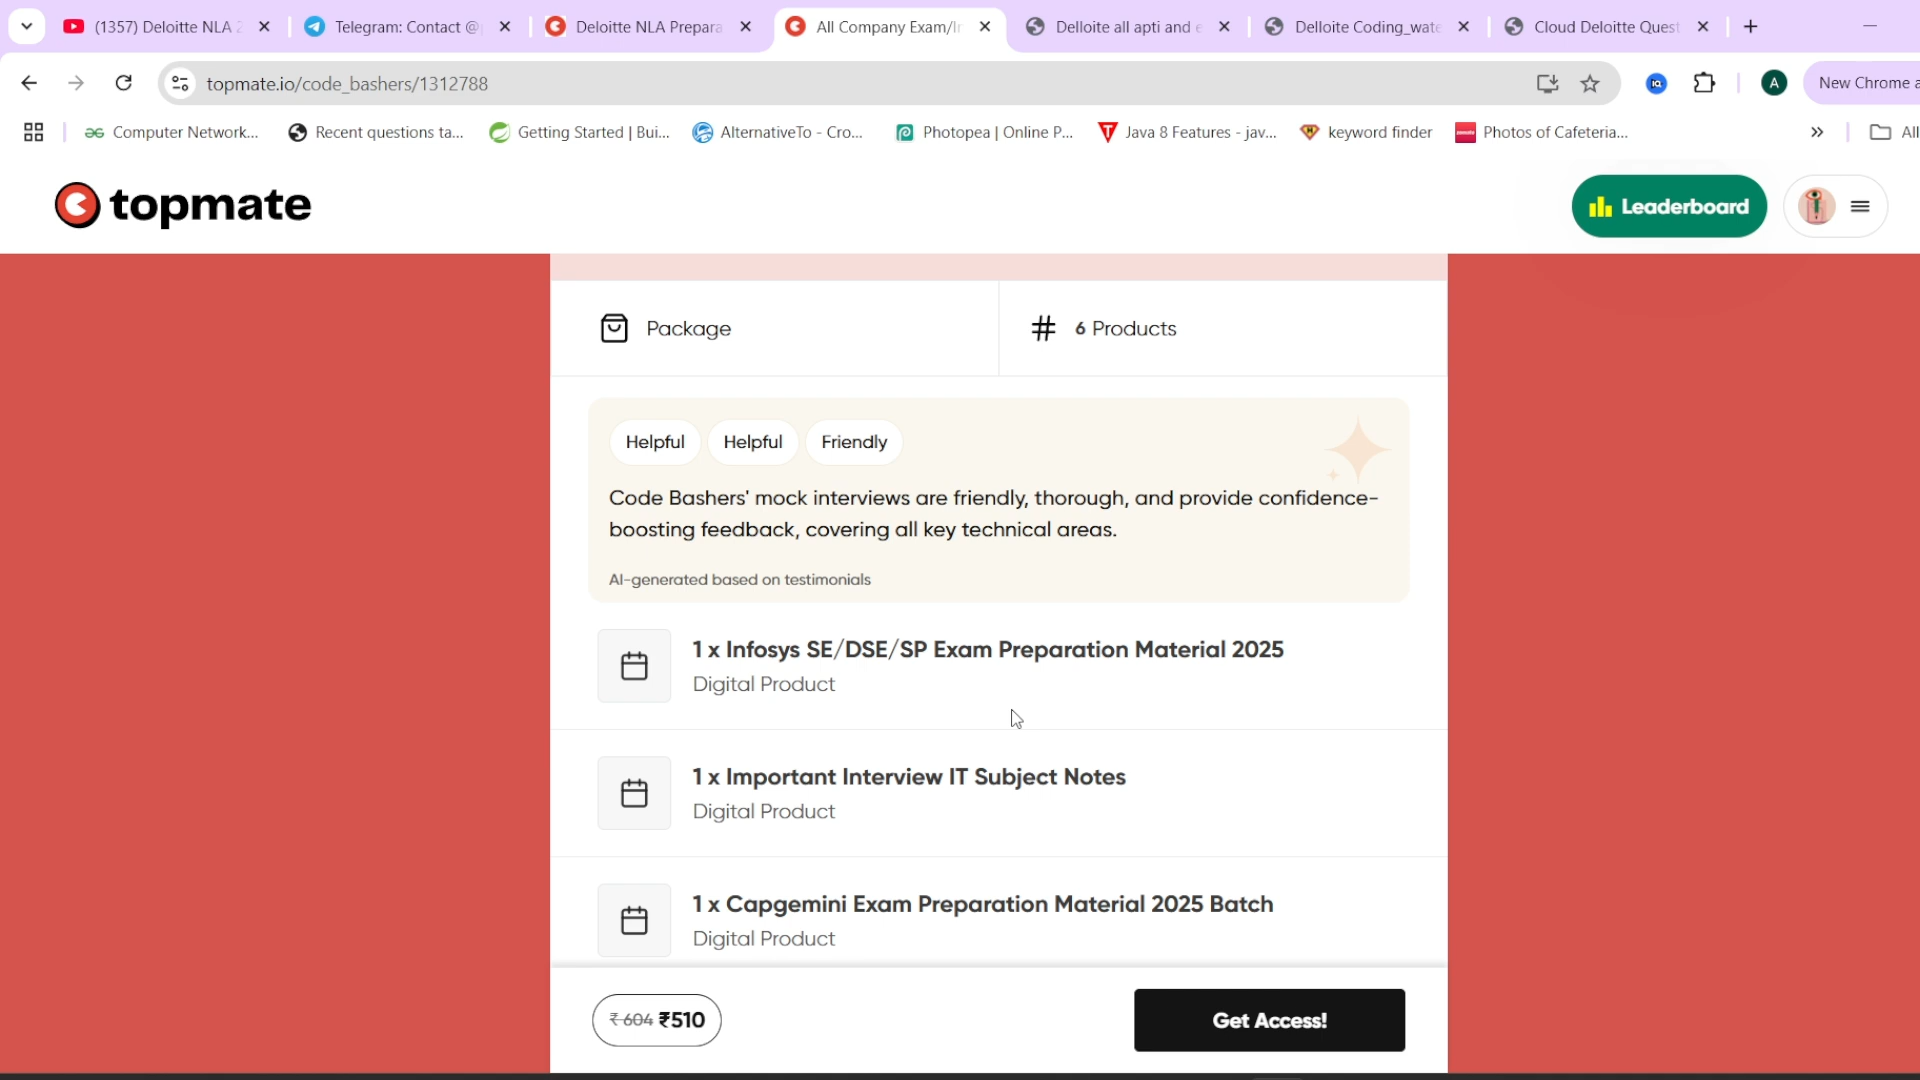 (1357) Deloitte NLA 2
Telegram: Contact @
Deloitte NLA Prepara
All Company Exam/In
Delloite all apti and e
Delloite Coding_wate
Cloud Deloitte Quest
topmate.io/code_bashers/1312788
A
New Chrome a
Computer Network...
Recent questions ta...
Getting Started | Bui...
AlternativeTo - Cro...
Photopea | Online P...
Java 8 Features - jav...
keyword finder
Photos of Cafeteria...
All
topmate
Leaderboard
Package
# 6 Products
Helpful
Helpful
Friendly
Code Bashers' mock interviews are friendly, thorough, and provide confidence-
boosting feedback, covering all key technical areas.
AI-generated based on testimonials
1 x Infosys SE/DSE/SP Exam Preparation Material 2025
Digital Product
1 x Important Interview IT Subject Notes
Digital Product
1 x Capgemini Exam Preparation Material 2025 Batch
Digital Product
₹604 ₹510
Get Access!